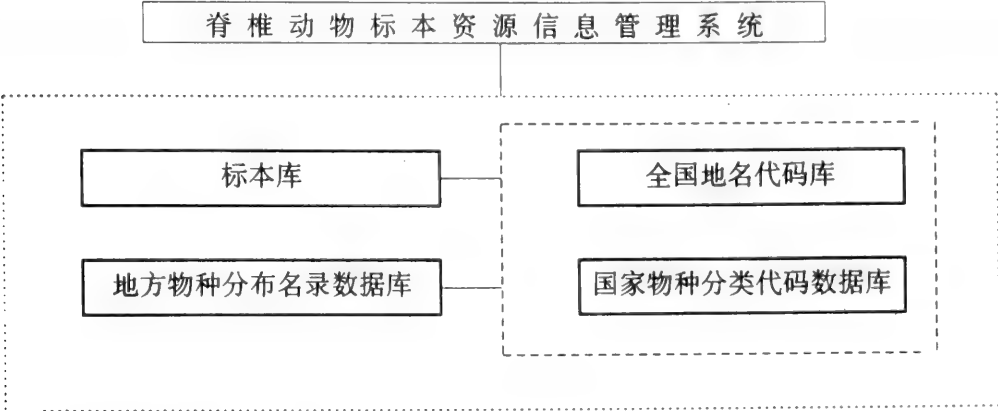 脊椎动物标本资源信息管理系统
标本库
全国地名代码库
地方物种分布名录数据库
国家物种分类代码数据库